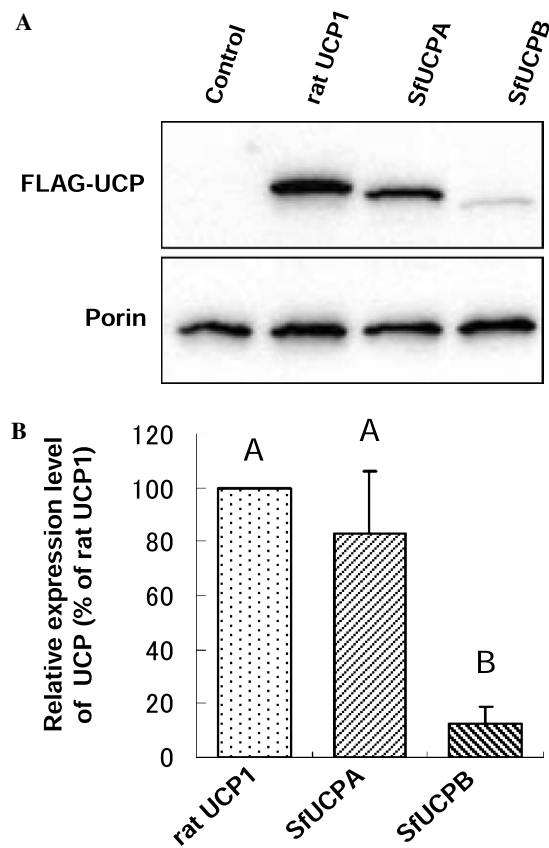 A
Control
rat UCP1
SfUCPA
SfUCPB
FLAG-UCP
Porin
B
Relative expression level
of UCP (% of rat UCP1)
120
100
80
60
40
20
0
A
A
B
rat UCP1
SfUCPA
SfUCPB